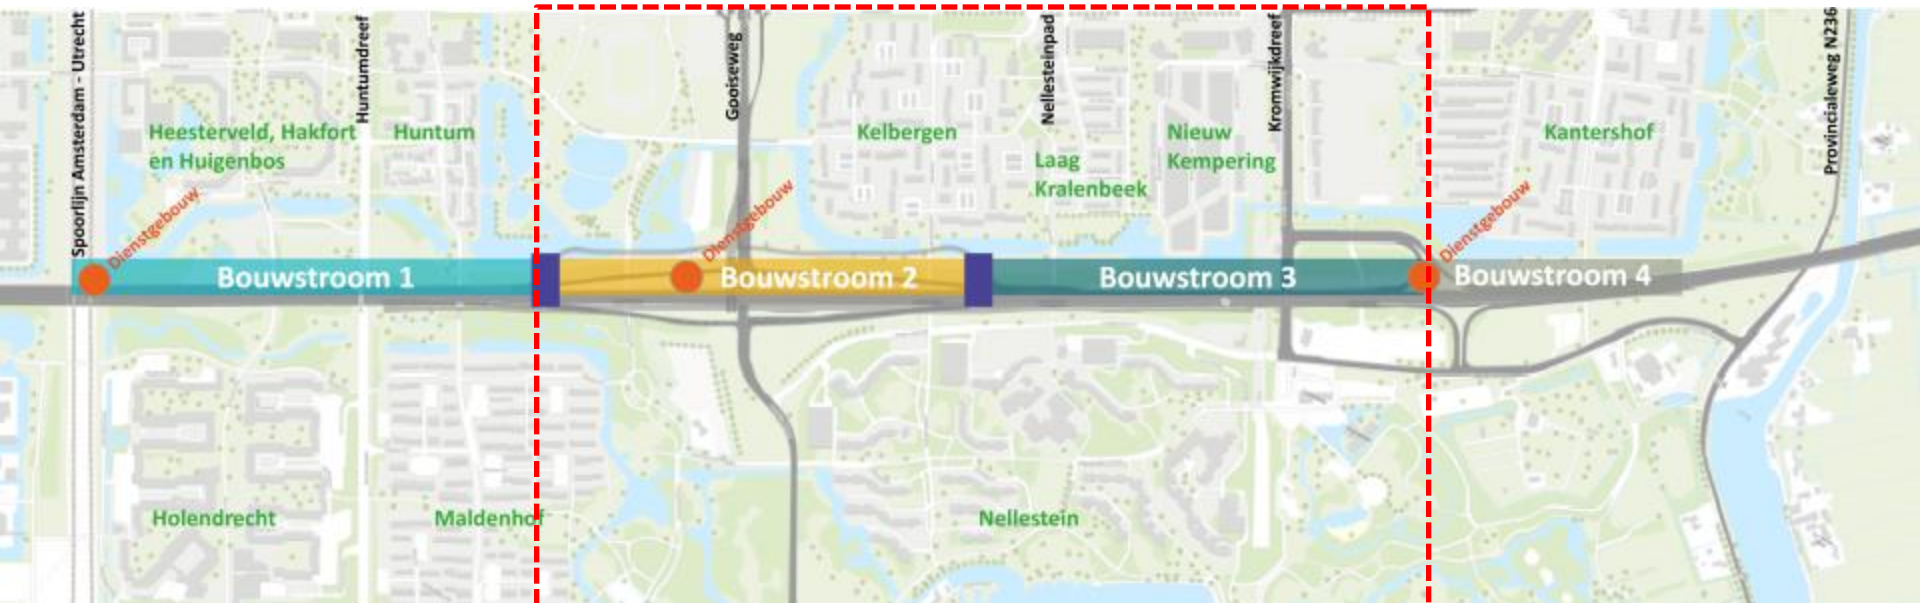 Spoorlijn Amsterdam - Utrecht
Huntumdreef
Gooiseweg
Nellesteinpad
Kromwijkdreef
Provincialeweg N236
Heesterveld, Hakfort
en Huigenbos
Huntum
Kelbergen
Laag
Kralenbeek
Nieuw
Kempering
Kantershof
Dienstgebouw
Dienstgebouw
Dienstgebouw
Bouwstroom 1
Bouwstroom 2
Bouwstroom 3
Bouwstroom 4
Holendrecht
Maldenhof
Nellestein